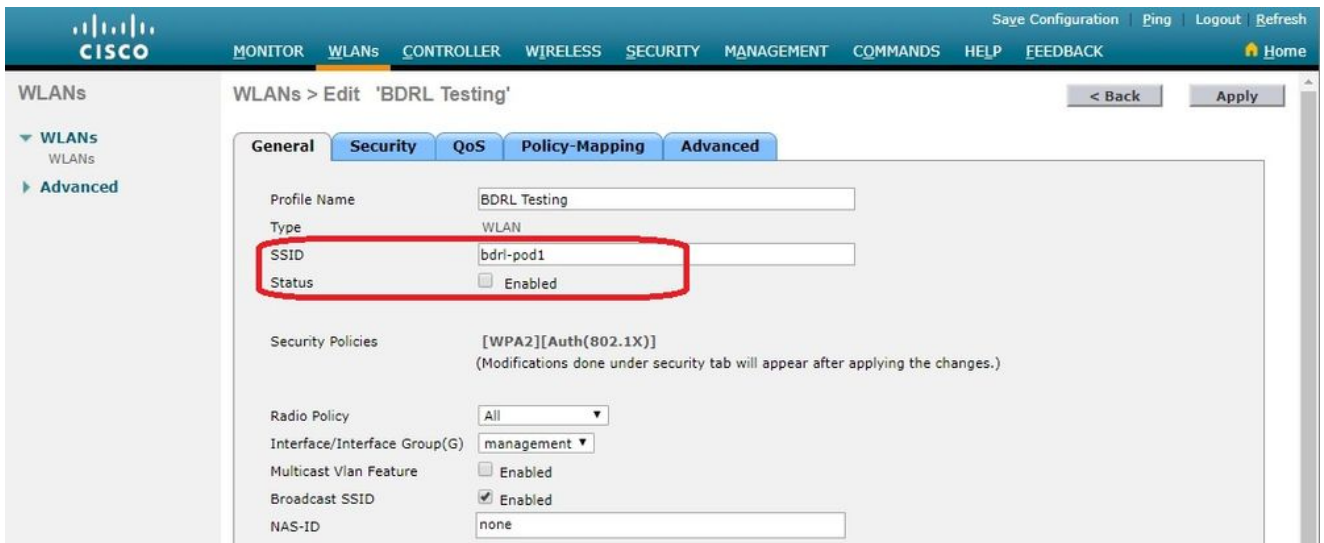 Save Configuration Ping Logout Refresh
CISCO MONITOR WLANs CONTROLLER WIRELESS SECURITY MANAGEMENT COMMANDS HELP FEEDBACK Home
WLANs
WLANs > Edit 'BDRL Testing'
< Back
Apply
WLANs
WLANs
Advanced
General Security QoS Policy-Mapping Advanced
Profile Name BDRL Testing
Type WLAN
SSID bdrl-pod1
Status Enabled
Security Policies [WPA2][Auth(802.1X)]
(Modifications done under security tab will appear after applying the changes.)
Radio Policy All
Interface/Interface Group(G) management
Multicast Vlan Feature Enabled
Broadcast SSID Enabled
NAS-ID none